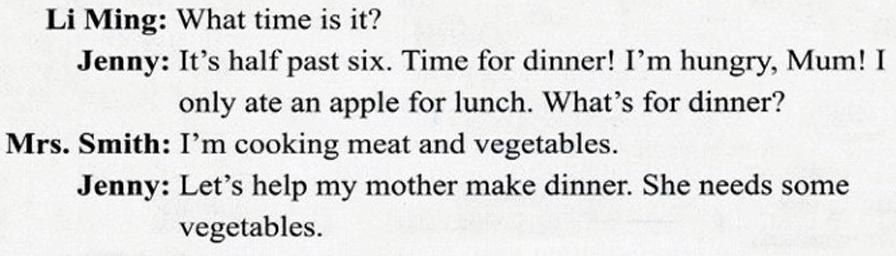 Li Ming: What time is it?
Jenny: It's half past six. Time for dinner! I'm hungry, Mum! I
only ate an apple for lunch. What's for dinner?
Mrs. Smith: I'm cooking meat and vegetables.
Jenny: Let's help my mother make dinner. She needs some
vegetables.